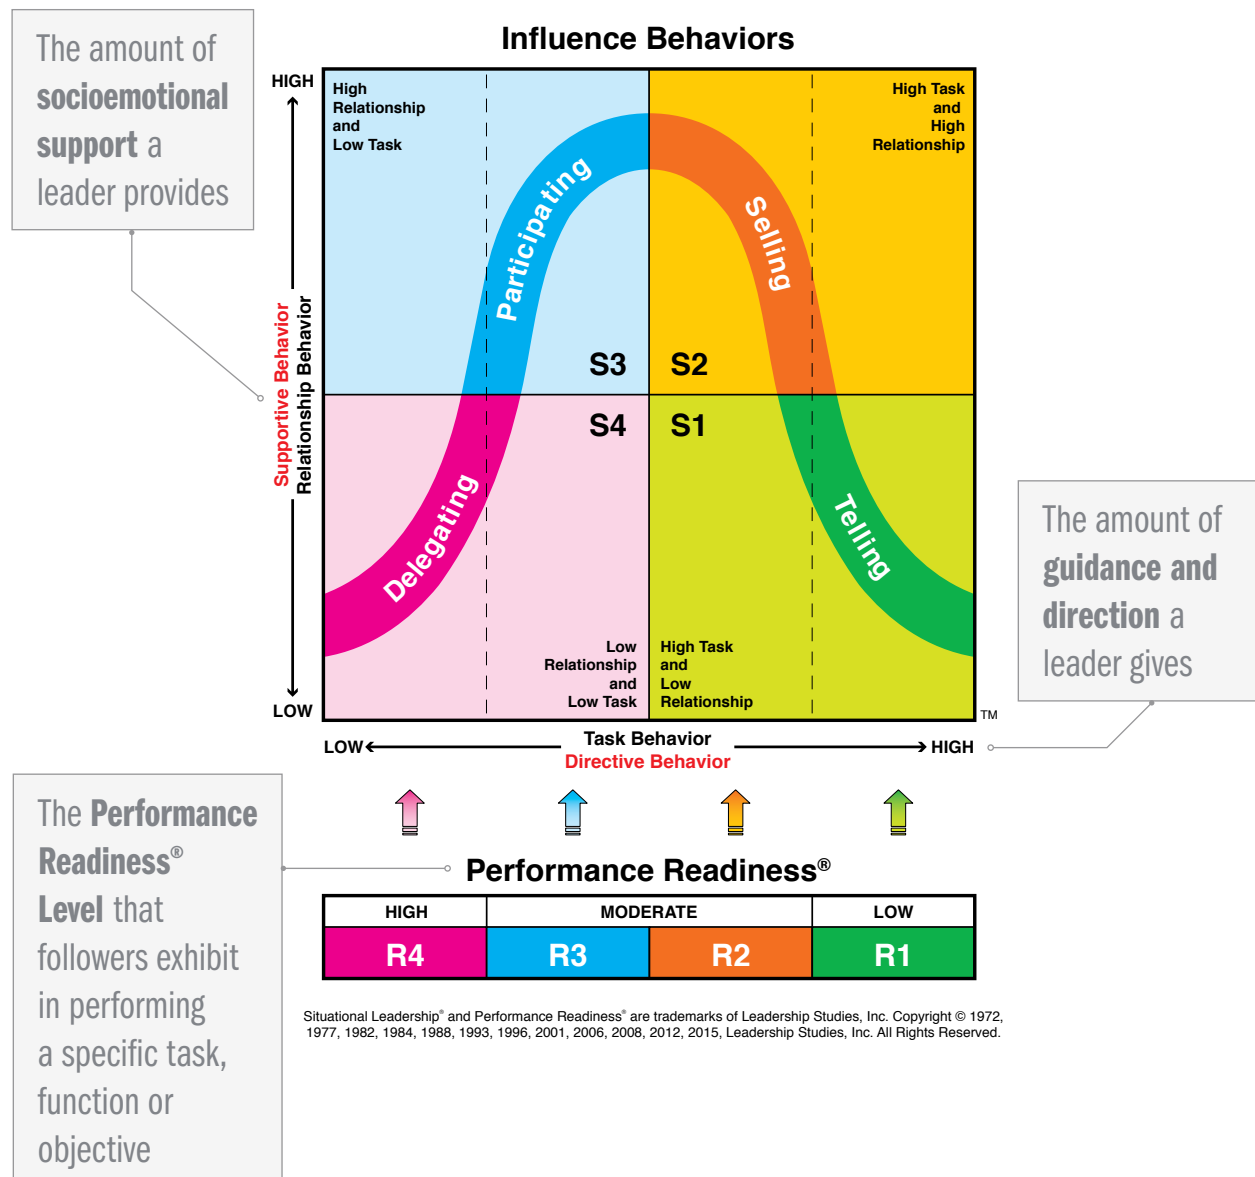 The amount of
socioemotional
support a
leader provides
Influence Behaviors
HIGH
High
Relationship
and
Low Task
High Task
and
High
Relationship
Participating
Selling
S3
S2
Supportive Behavior
Relationship Behavior
S4
S1
Delegating
Telling
Low
Relationship
and
Low Task
High Task
and
Low
Relationship
LOW
TM
The amount of
guidance and
direction a
leader gives
LOW
Task Behavior
HIGH
Directive Behavior
The Performance
Readiness®
Level that
followers exhibit
in performing
a specific task,
function or
objective
Performance Readiness®
HIGH
MODERATE
LOW
R4
R3
R2
R1
Situational Leadership® and Performance Readiness® are trademarks of Leadership Studies, Inc. Copyright © 1972,
1977, 1982, 1984, 1988, 1993, 1996, 2001, 2006, 2008, 2012, 2015, Leadership Studies, Inc. All Rights Reserved.